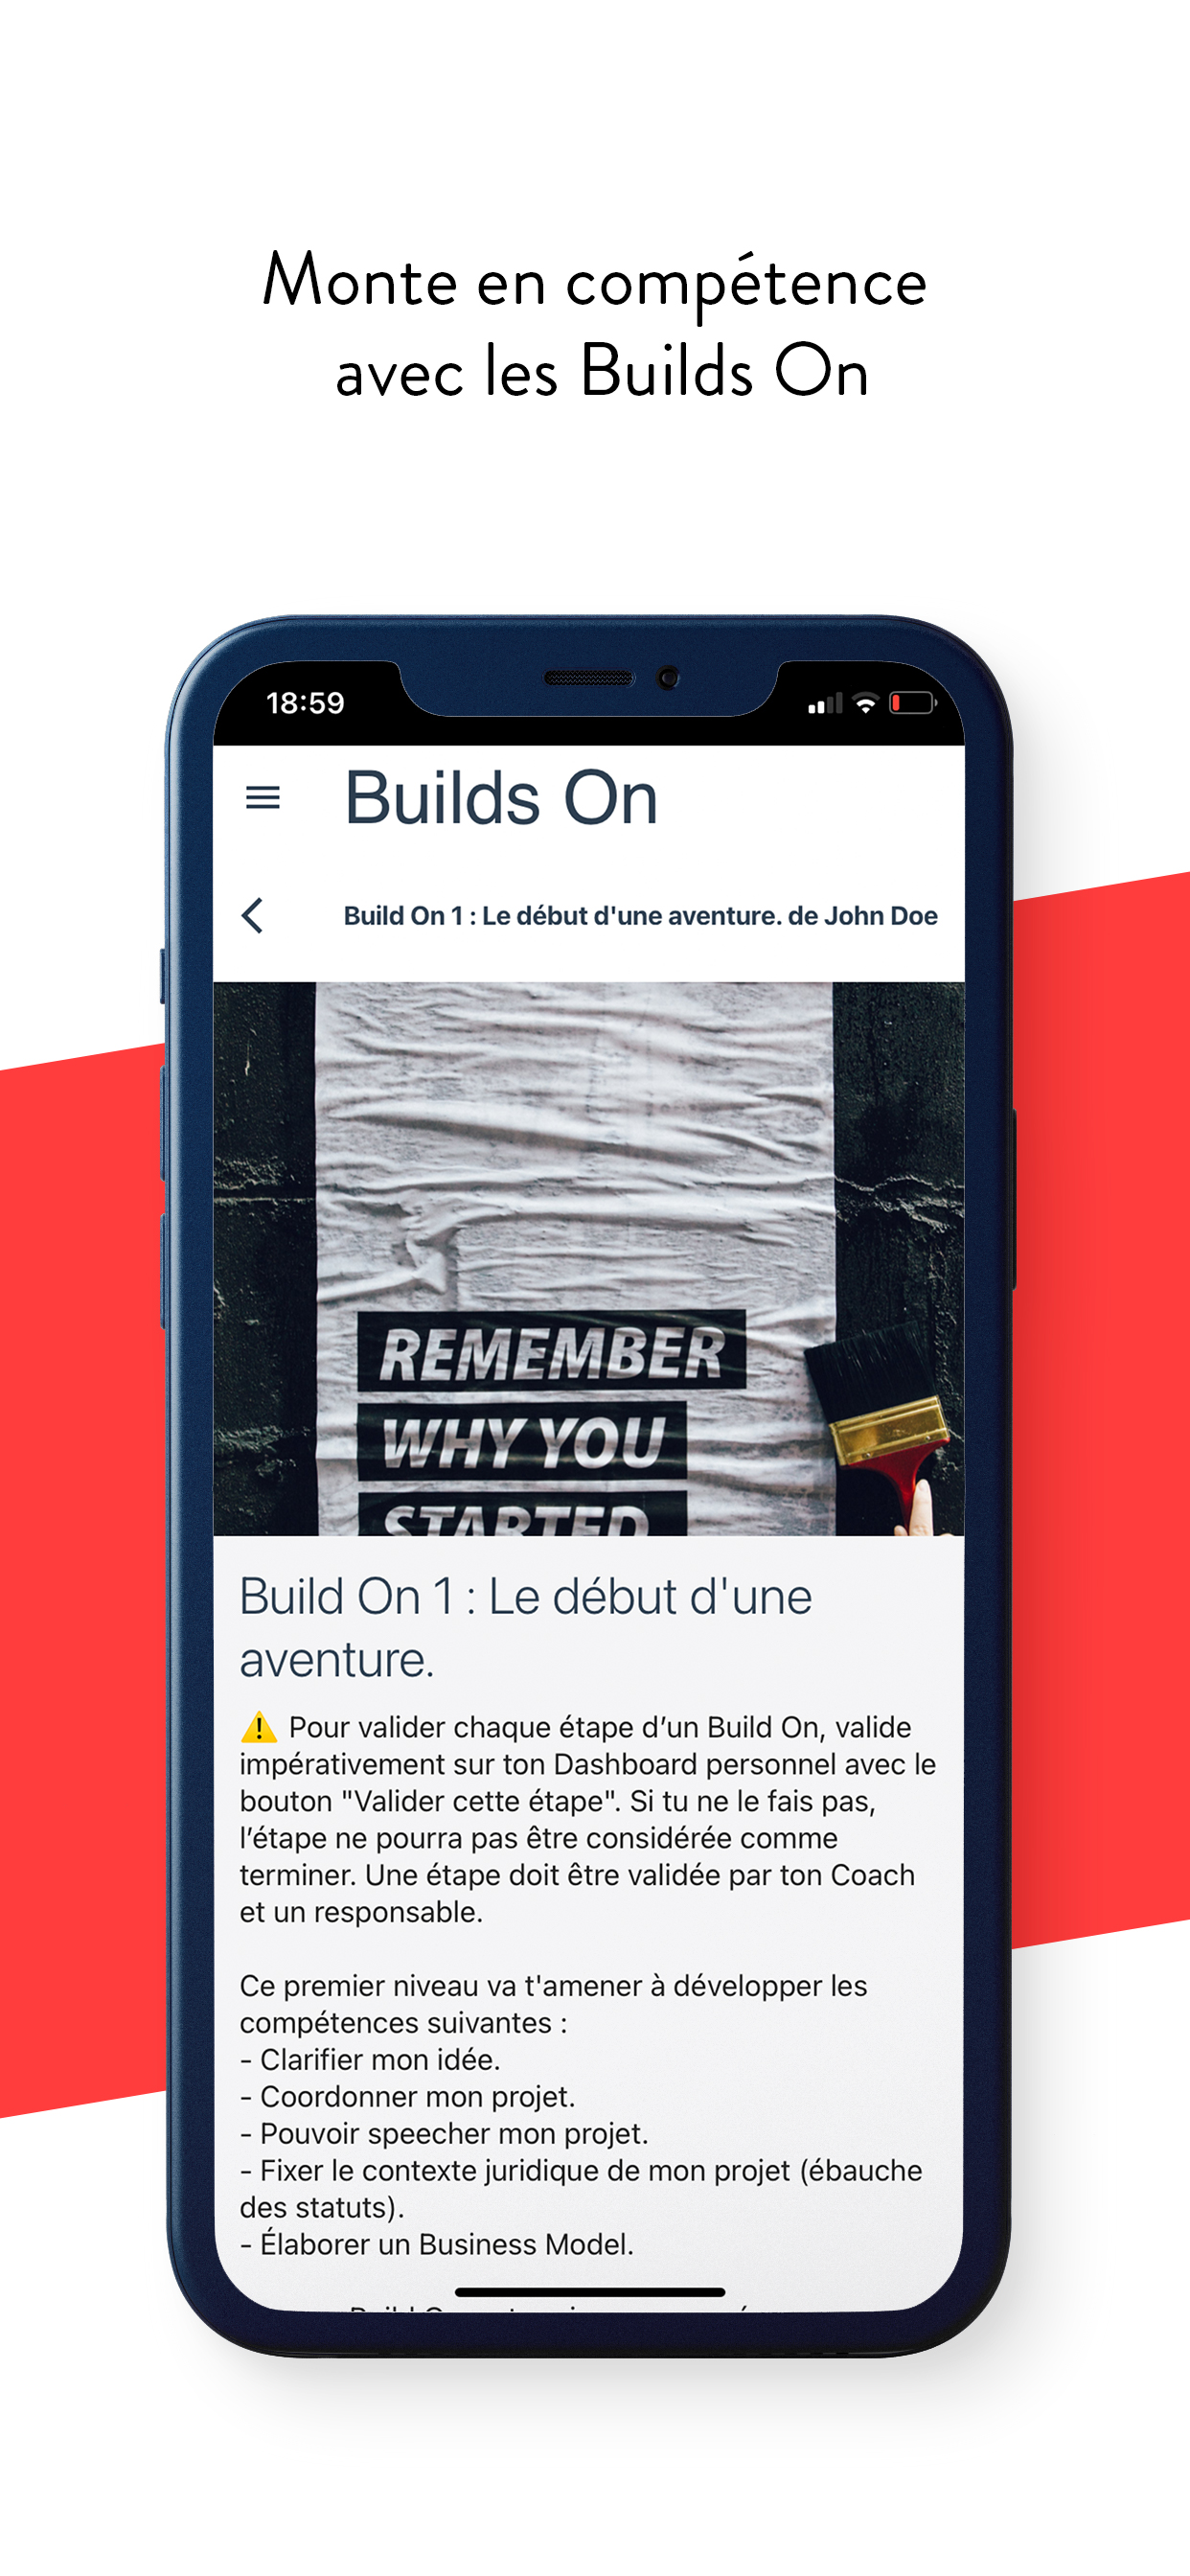 Monte en compétence
avec les Builds On
18:59
Builds On
Build On 1 : Le début d'une aventure. de John Doe
REMEMBER
WHY YOU
STARTED
Build On 1 : Le début d'une
aventure.
⚠️ Pour valider chaque étape d’un Build On, valide
impérativement sur ton Dashboard personnel avec le
bouton "Valider cette étape". Si tu ne le fais pas,
l’étape ne pourra pas être considérée comme
terminer. Une étape doit être validée par ton Coach
et un responsable.
Ce premier niveau va t'amener à développer les
compétences suivantes :
- Clarifier mon idée.
- Coordonner mon projet.
- Pouvoir speecher mon projet.
- Fixer le contexte juridique de mon projet (ébauche
des statuts).
- Élaborer un Business Model.